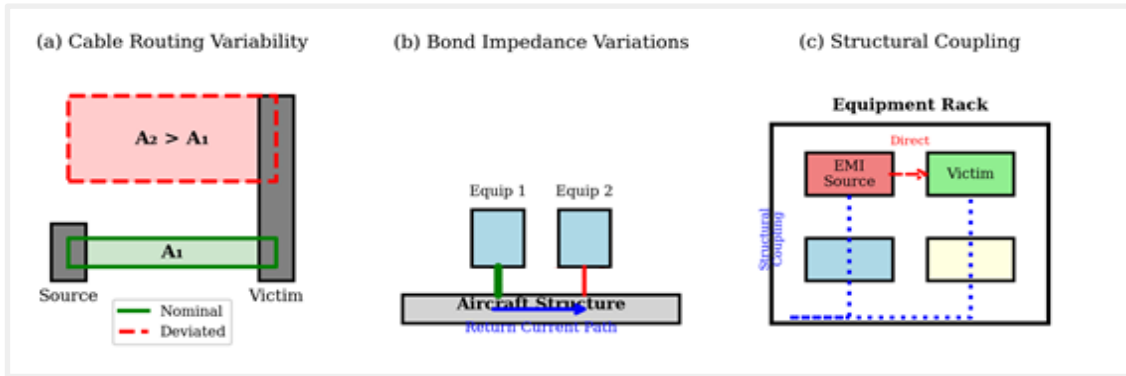 (a) Cable Routing Variability
A₂ > A₁
A₁
Source
Victim
Nominal
Deviated
(b) Bond Impedance Variations
Equip 1
Equip 2
Aircraft Structure
Return Current Path
(c) Structural Coupling
Equipment Rack
Direct
EMI
Source
Victim
Structural
Coupling